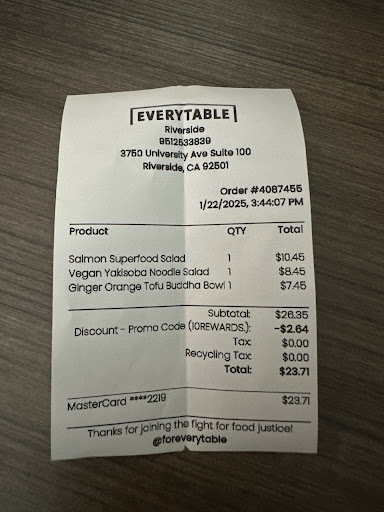 EVERYTABLE
Riverside
9512533839
3750 University Ave Suite 100
Riverside, CA 92501
Order #4087455
1/22/2025, 3:44:07 PM
Product QTY Total
Salmon Superfood Salad 1 $10.45
Vegan Yakisoba Noodle Salad 1 $8.45
Ginger Orange Tofu Buddha Bowl 1 $7.45
Subtotal: $26.35
Discount - Promo Code (10REWARDS.): -$2.64
Tax: $0.00
Recycling Tax: $0.00
Total: $23.71
MasterCard ****2219 $23.71
Thanks for joining the fight for food justice!
@foreverytable